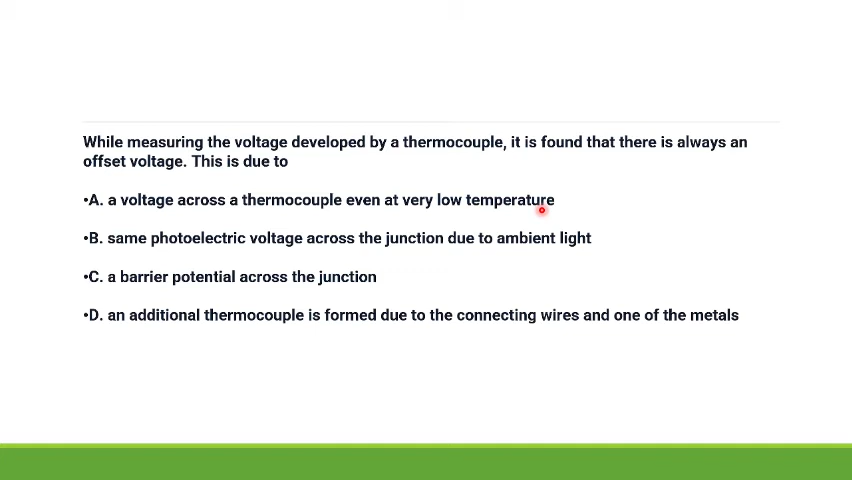 While measuring the voltage developed by a thermocouple, it is found that there is always an
offset voltage. This is due to
•A. a voltage across a thermocouple even at very low temperature
•B. same photoelectric voltage across the junction due to ambient light
•C. a barrier potential across the junction
•D. an additional thermocouple is formed due to the connecting wires and one of the metals